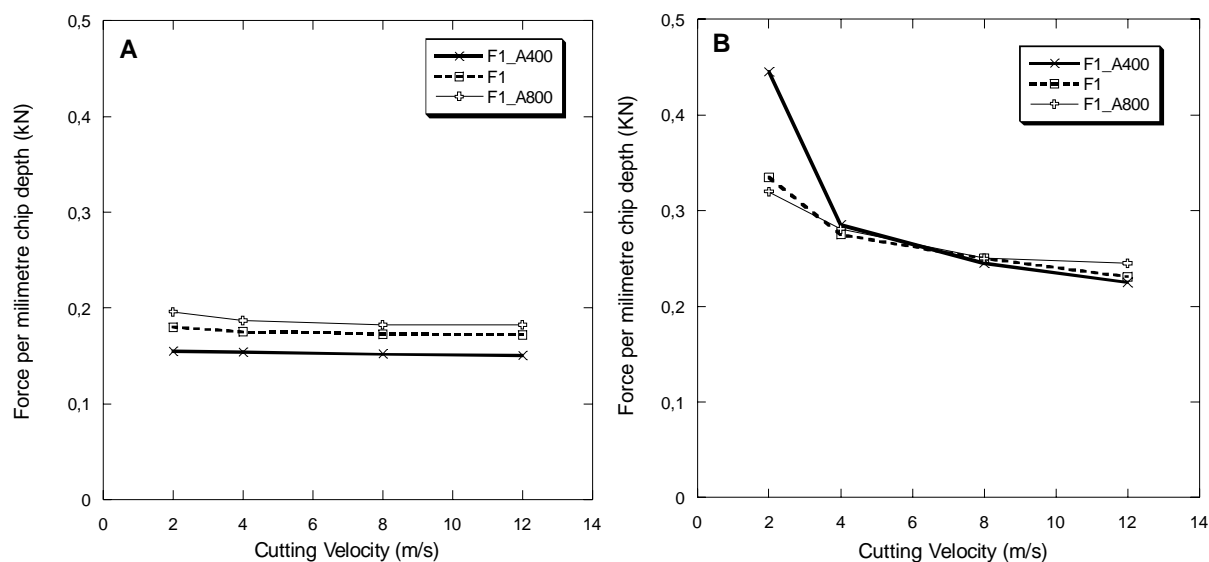 A
F1_A400
F1
F1_A800
0,5
0,4
0,3
0,2
0,1
0
0 2 4 6 8 10 12 14
Cutting Velocity (m/s)
Force per milimetre chip depth (kN)
B
F1_A400
F1
F1_A800
0,5
0,4
0,3
0,2
0,1
0
0 2 4 6 8 10 12 14
Cutting Velocity (m/s)
Force per milimetre chip depth (KN)